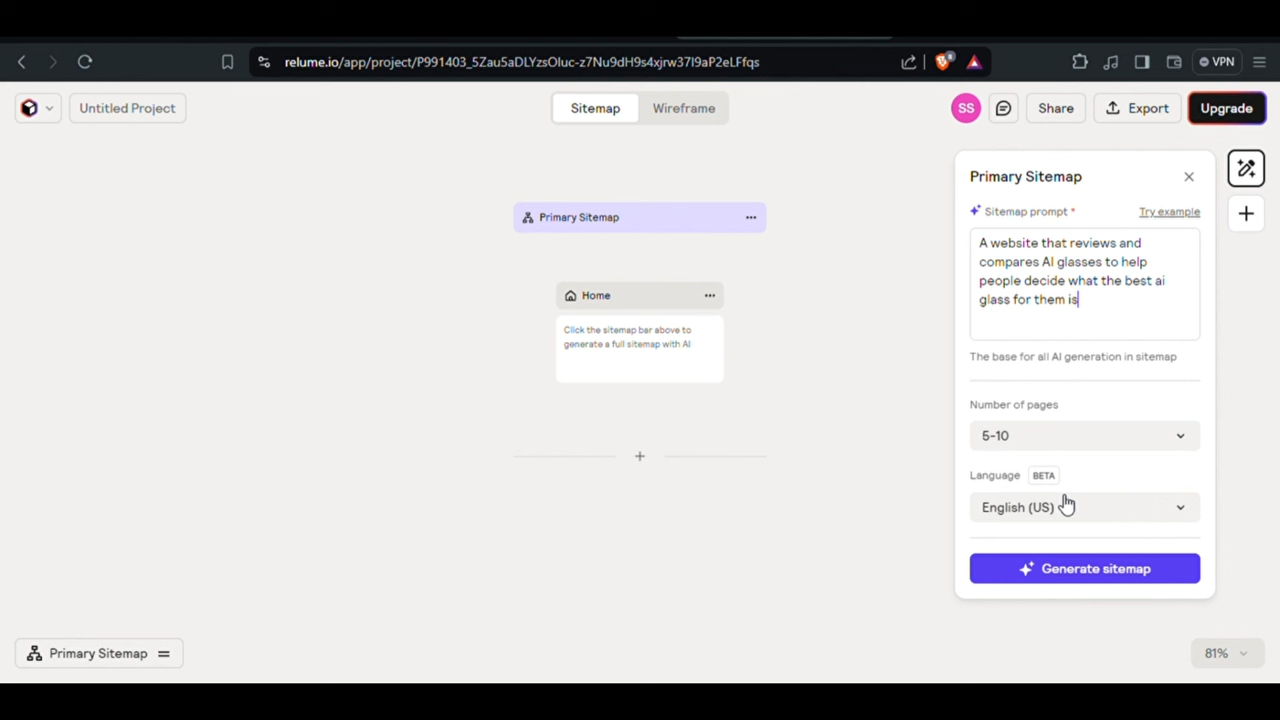 relume.io/app/project/P991403_5Zau5aDLYzsOluc-z7Nu9dH9s4xjrw37I9aP2eLFfqs
VPN
Untitled Project
Sitemap
Wireframe
SS
Share
Export
Upgrade
Primary Sitemap
Home
Click the sitemap bar above to
generate a full sitemap with AI
Primary Sitemap
Sitemap prompt *
Try example
A website that reviews and
compares AI glasses to help
people decide what the best ai
glass for them is
The base for all AI generation in sitemap
Number of pages
5-10
Language BETA
English (US)
Generate sitemap
Primary Sitemap
81%